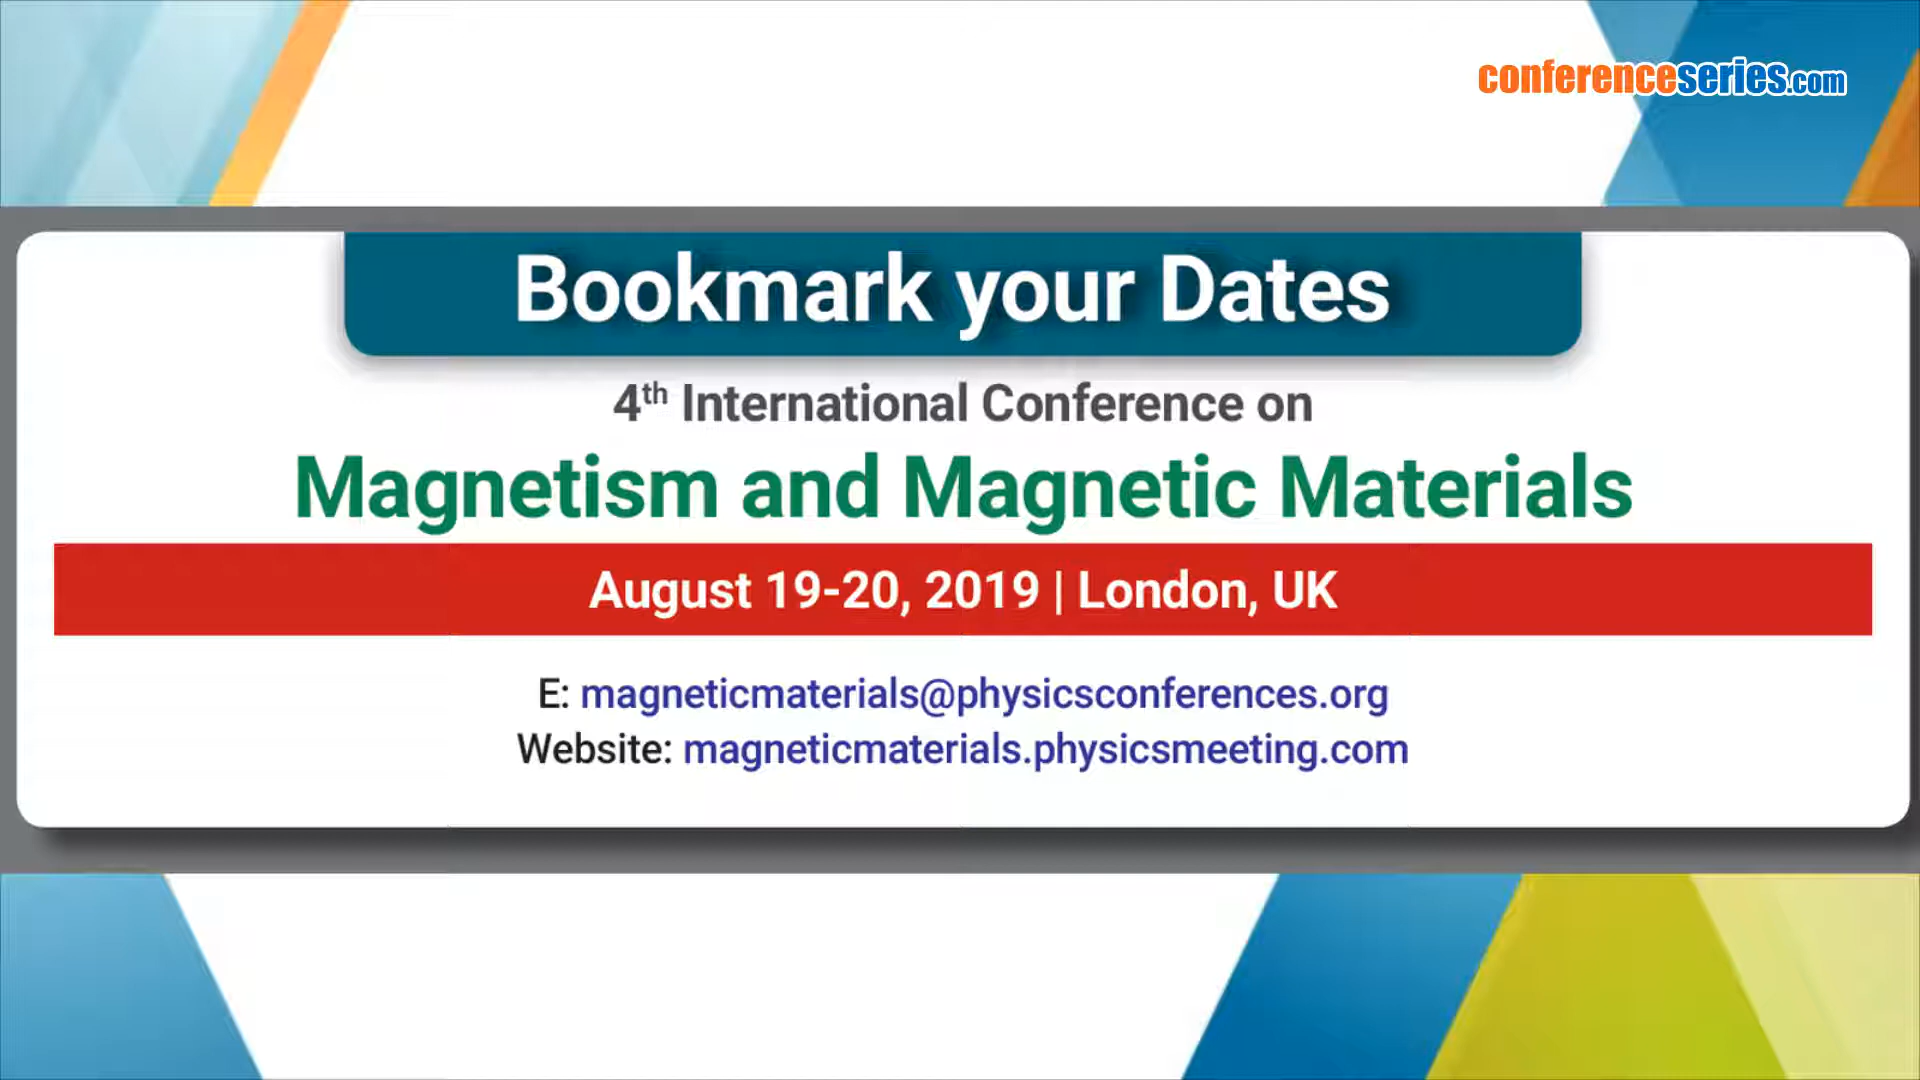 conferenceseries.com
Bookmark your Dates
4th International Conference on
Magnetism and Magnetic Materials
August 19-20, 2019 | London, UK
E: magneticmaterials@physicsconferences.org
Website: magneticmaterials.physicsmeeting.com